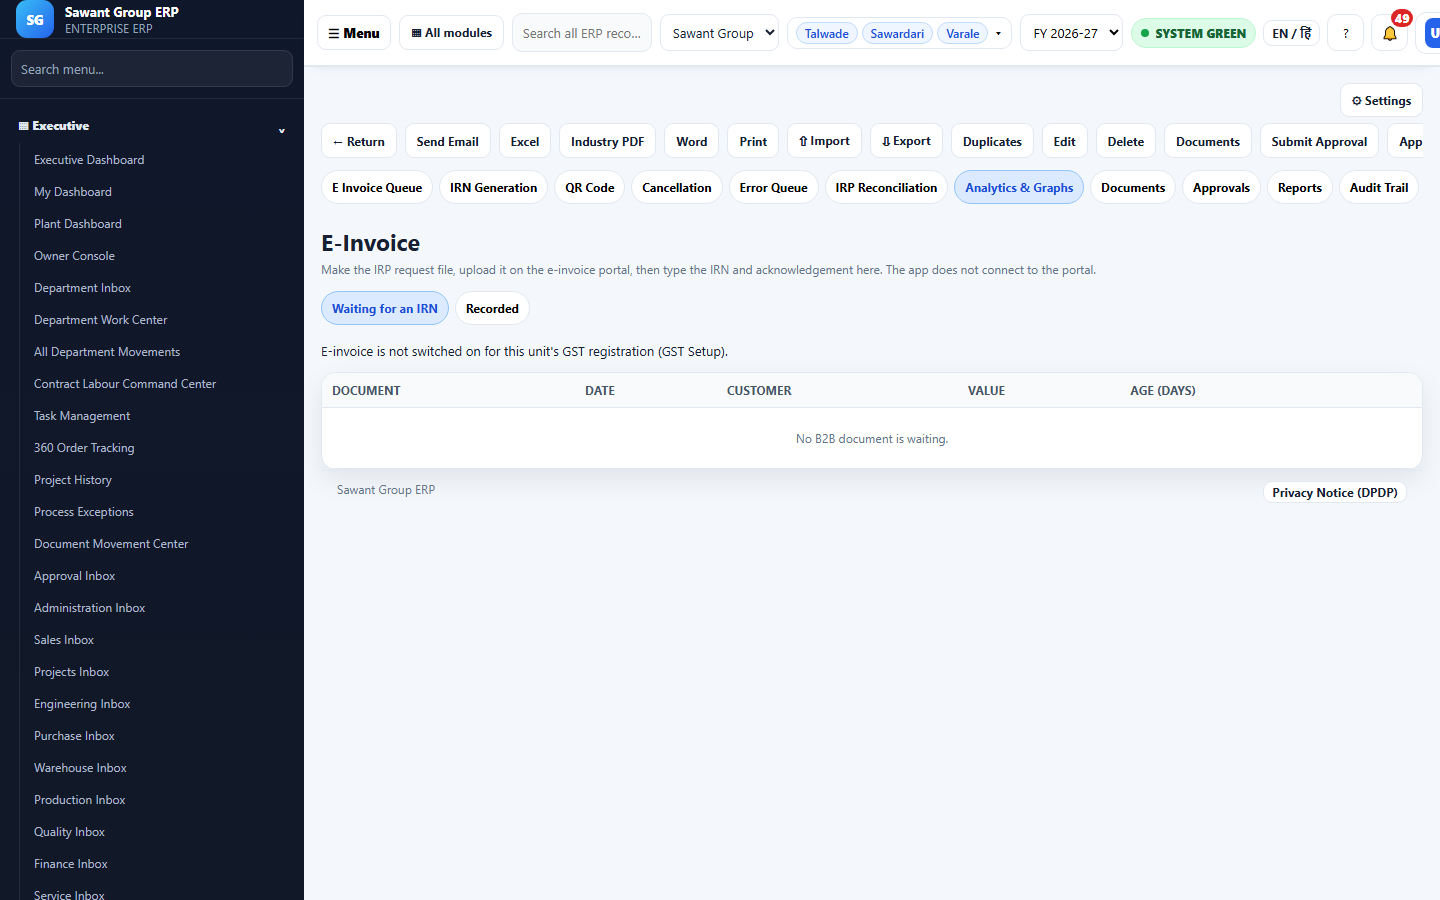 SG
Sawant Group ERP
ENTERPRISE ERP
Search menu...
Executive
Executive Dashboard
My Dashboard
Plant Dashboard
Owner Console
Department Inbox
Department Work Center
All Department Movements
Contract Labour Command Center
Task Management
360 Order Tracking
Project History
Process Exceptions
Document Movement Center
Approval Inbox
Administration Inbox
Sales Inbox
Projects Inbox
Engineering Inbox
Purchase Inbox
Warehouse Inbox
Production Inbox
Quality Inbox
Finance Inbox
Service Inbox
☰ Menu
All modules
Search all ERP reco...
Sawant Group
Talwade Sawardari Varale
FY 2026-27
SYSTEM GREEN
EN / हिं
?
49
U
⚙ Settings
← Return Send Email Excel Industry PDF Word Print ⇧ Import ⇩ Export Duplicates Edit Delete Documents Submit Approval App
E Invoice Queue IRN Generation QR Code Cancellation Error Queue IRP Reconciliation Analytics & Graphs Documents Approvals Reports Audit Trail
E-Invoice
Make the IRP request file, upload it on the e-invoice portal, then type the IRN and acknowledgement here. The app does not connect to the portal.
Waiting for an IRN Recorded
E-invoice is not switched on for this unit's GST registration (GST Setup).
DOCUMENT DATE CUSTOMER VALUE AGE (DAYS)
No B2B document is waiting.
Sawant Group ERP
Privacy Notice (DPDP)